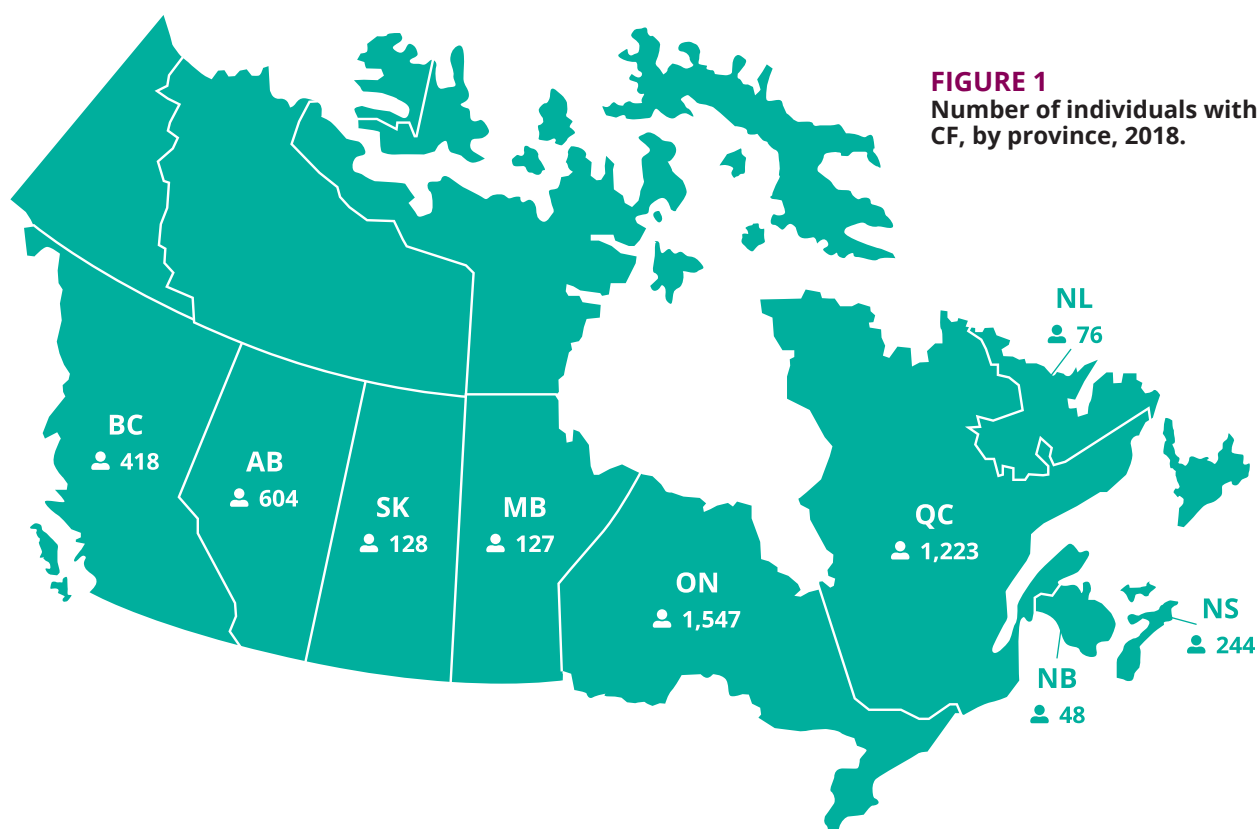 FIGURE 1
Number of individuals with
CF, by province, 2018.
NL
76
BC
418
AB
604
SK
128
MB
127
QC
1,223
ON
1,547
NS
244
NB
48